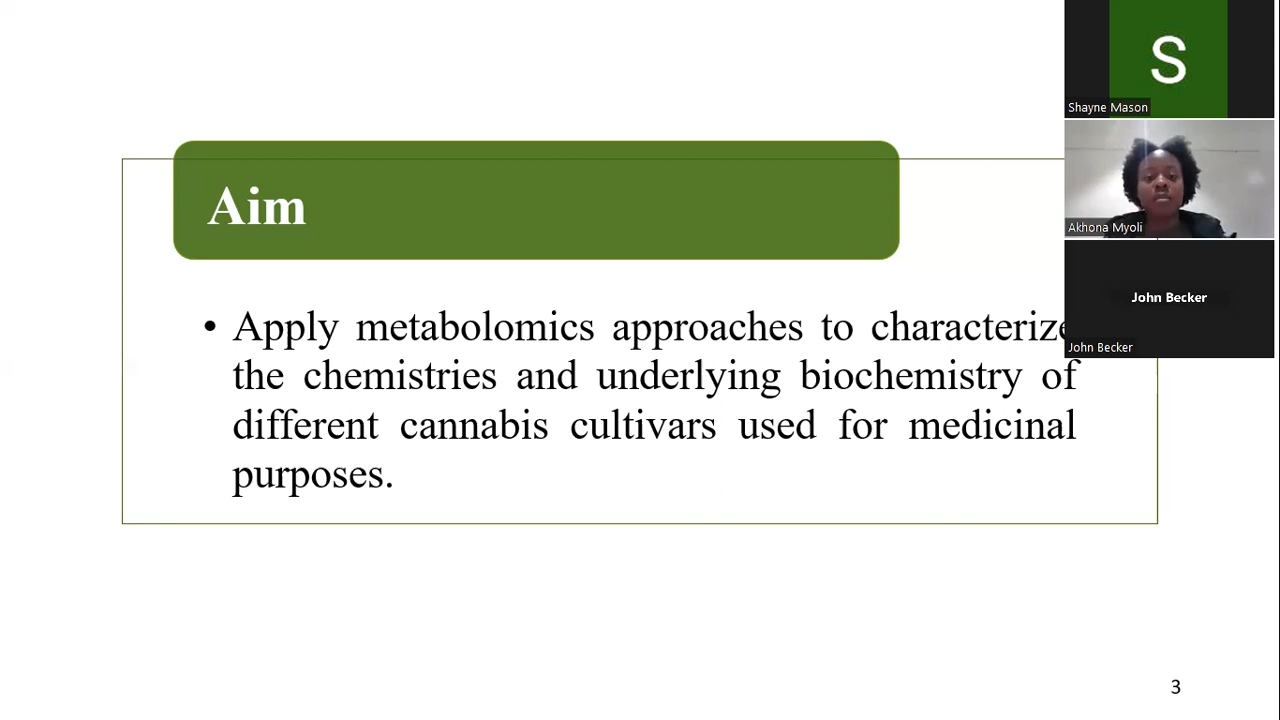 Aim
• Apply metabolomics approaches to characterize
the chemistries and underlying biochemistry of
different cannabis cultivars used for medicinal
purposes.
3
S
Shayne Mason
Akhona Myoli
John Becker
John Becker